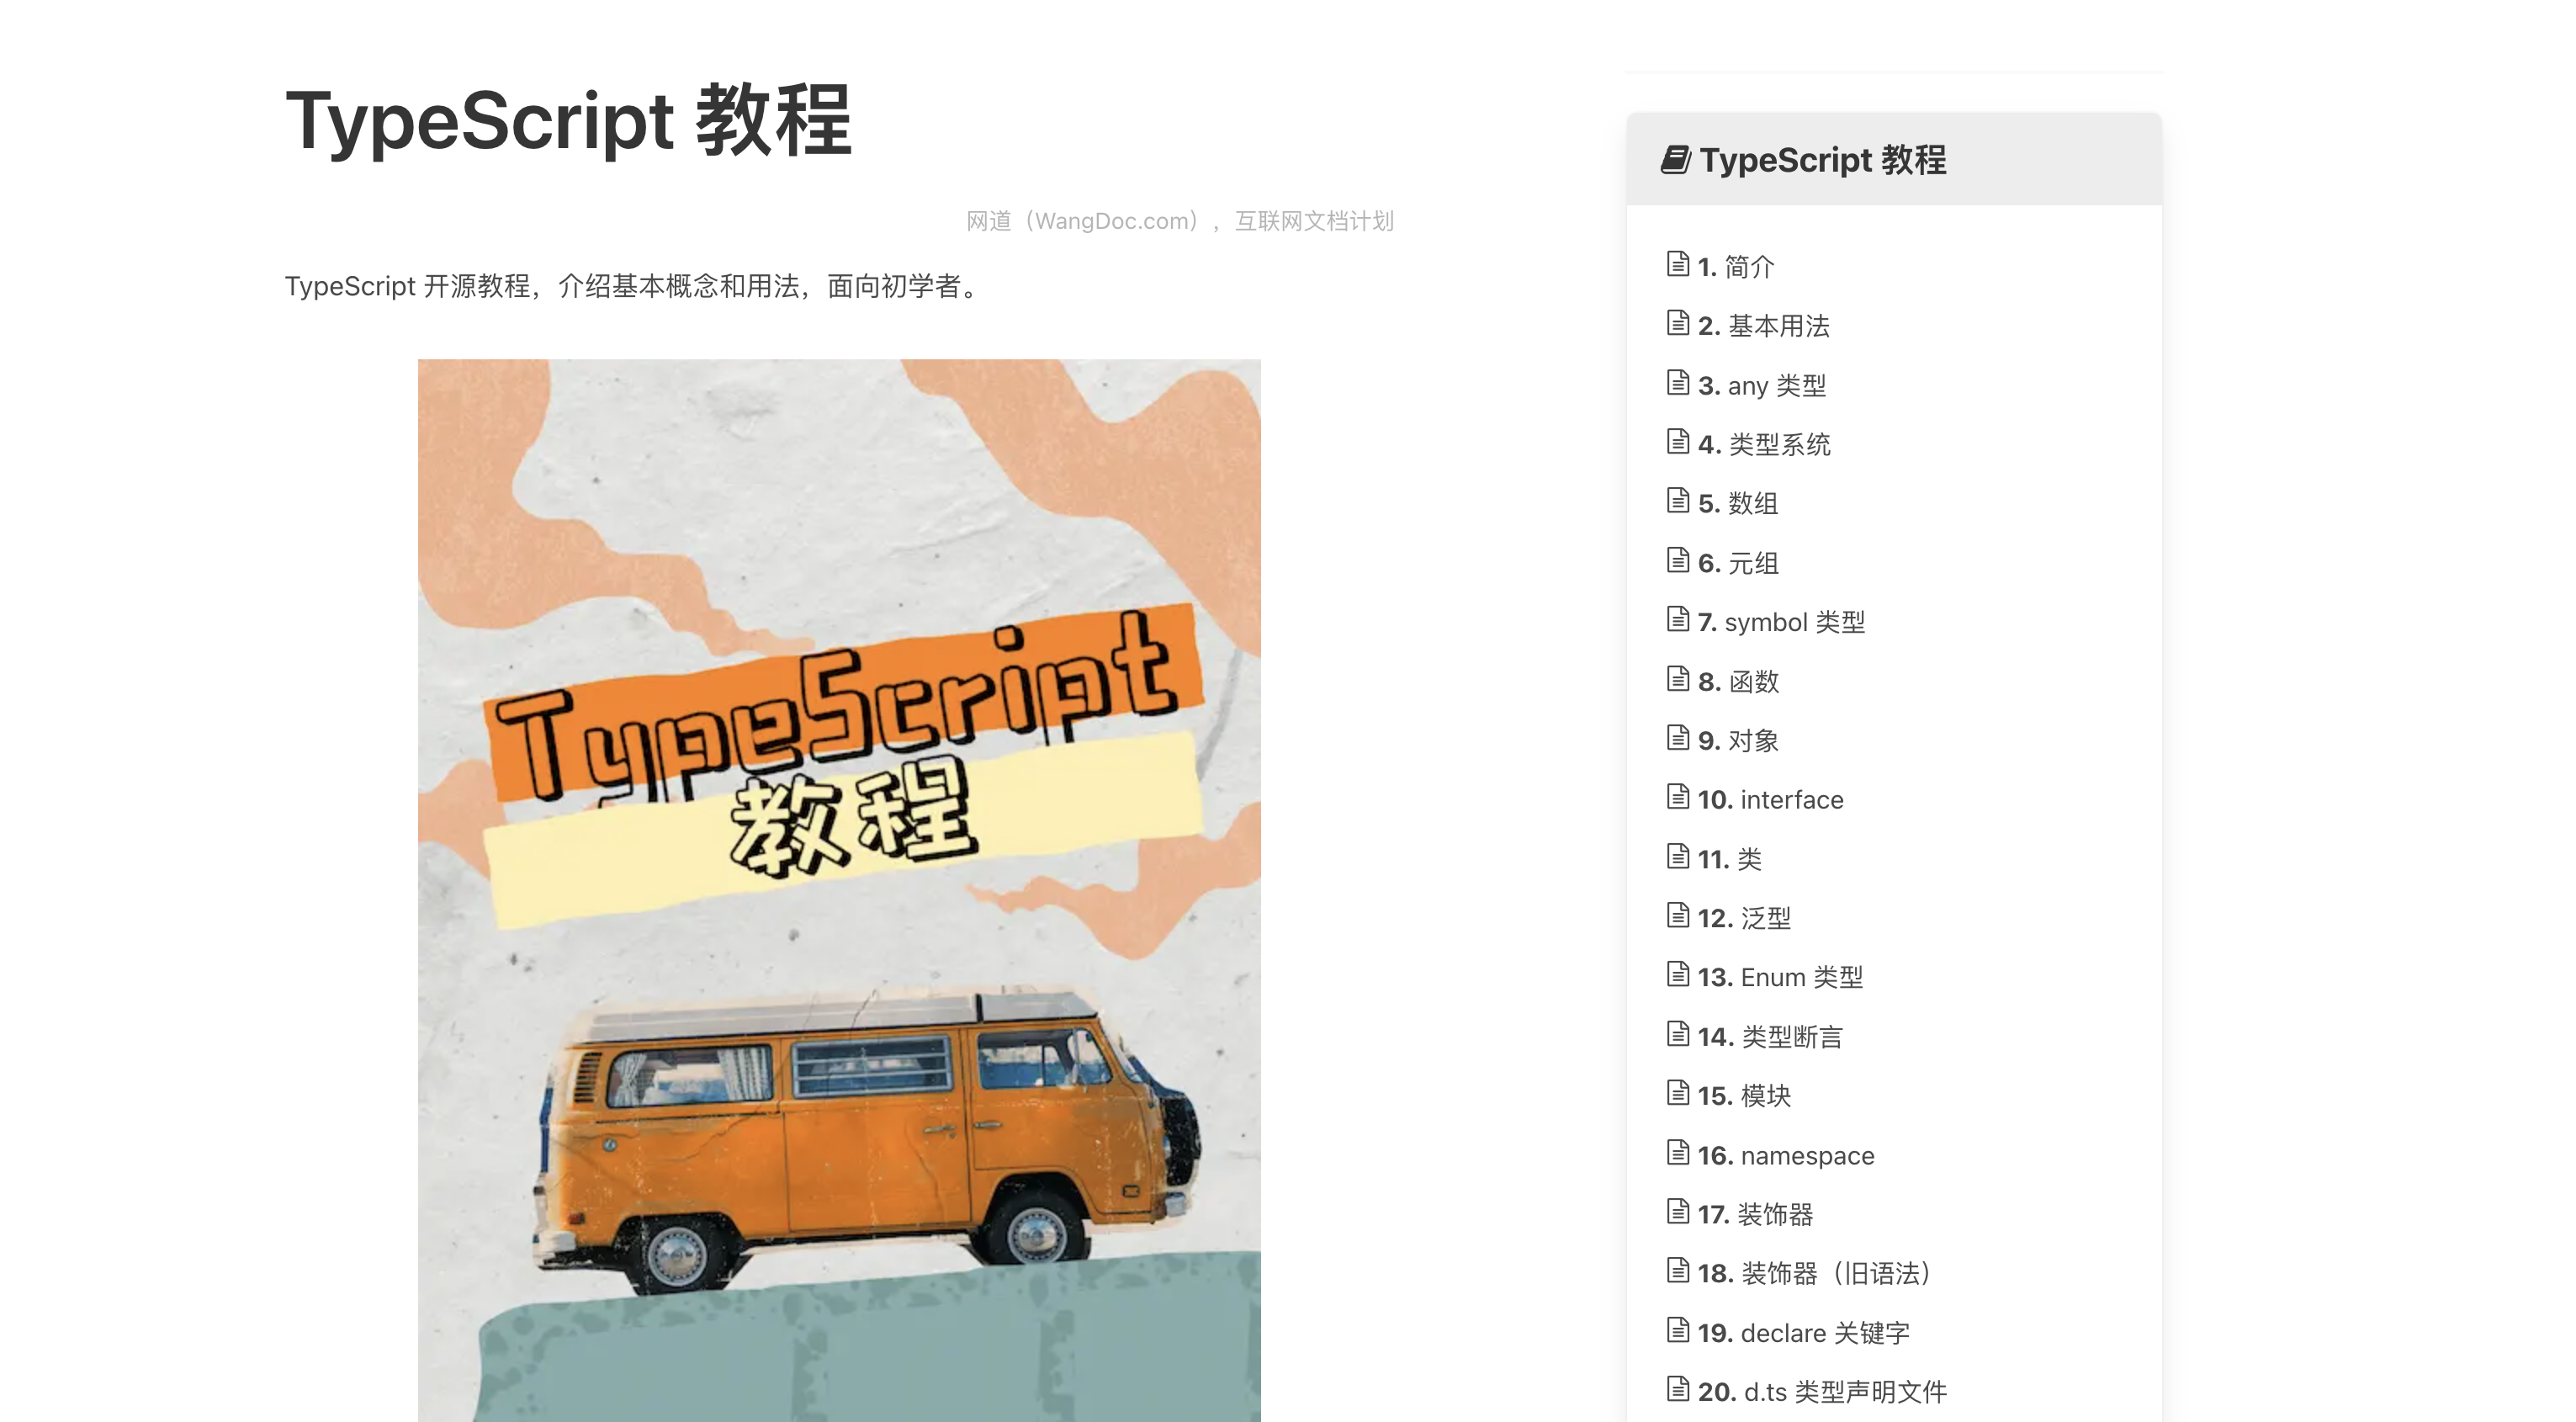 TypeScript 教程
网道（WangDoc.com），互联网文档计划
TypeScript 开源教程，介绍基本概念和用法，面向初学者。
TypeScript
教程
TypeScript 教程
1. 简介
2. 基本用法
3. any 类型
4. 类型系统
5. 数组
6. 元组
7. symbol 类型
8. 函数
9. 对象
10. interface
11. 类
12. 泛型
13. Enum 类型
14. 类型断言
15. 模块
16. namespace
17. 装饰器
18. 装饰器（旧语法）
19. declare 关键字
20. d.ts 类型声明文件